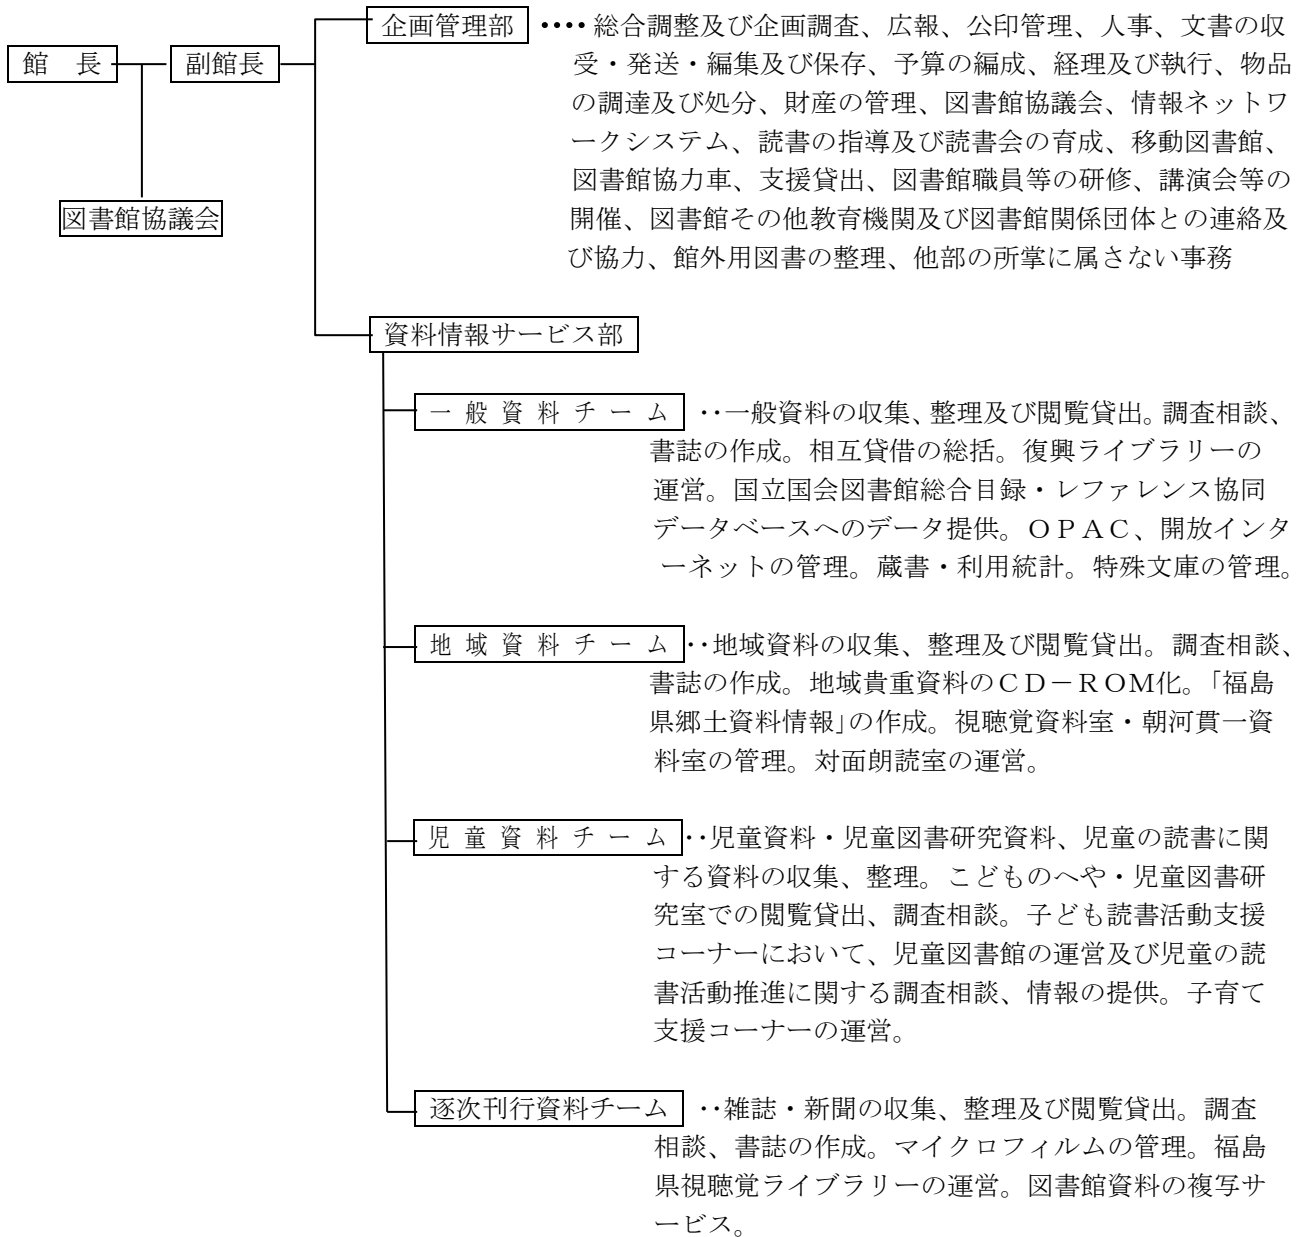 館　長
副館長
図書館協議会
企画管理部 ････ 総合調整及び企画調査、広報、公印管理、人事、文書の収
受・発送・編集及び保存、予算の編成、経理及び執行、物品
の調達及び処分、財産の管理、図書館協議会、情報ネットワ
ークシステム、読書の指導及び読書会の育成、移動図書館、
図書館協力車、支援貸出、図書館職員等の研修、講演会等の
開催、図書館その他教育機関及び図書館関係団体との連絡及
び協力、館外用図書の整理、他部の所掌に属さない事務
資料情報サービス部
一 般 資 料 チ ー ム ‥一般資料の収集、整理及び閲覧貸出。調査相談、
書誌の作成。相互貸借の総括。復興ライブラリーの
運営。国立国会図書館総合目録・レファレンス協同
データベースへのデータ提供。ＯＰＡＣ、開放インタ
ーネットの管理。蔵書・利用統計。特殊文庫の管理。
地 域 資 料 チ ー ム ‥地域資料の収集、整理及び閲覧貸出。調査相談、
書誌の作成。地域貴重資料のＣＤ－ＲＯＭ化。「福島
県郷土資料情報」の作成。視聴覚資料室・朝河貫一資
料室の管理。対面朗読室の運営。
児 童 資 料 チ ー ム ‥児童資料・児童図書研究資料、児童の読書に関
する資料の収集、整理。こどものへや・児童図書研
究室での閲覧貸出、調査相談。子ども読書活動支援
コーナーにおいて、児童図書館の運営及び児童の読
書活動推進に関する調査相談、情報の提供。子育て
支援コーナーの運営。
逐次刊行資料チーム ‥雑誌・新聞の収集、整理及び閲覧貸出。調査
相談、書誌の作成。マイクロフィルムの管理。福島
県視聴覚ライブラリーの運営。図書館資料の複写サ
ービス。